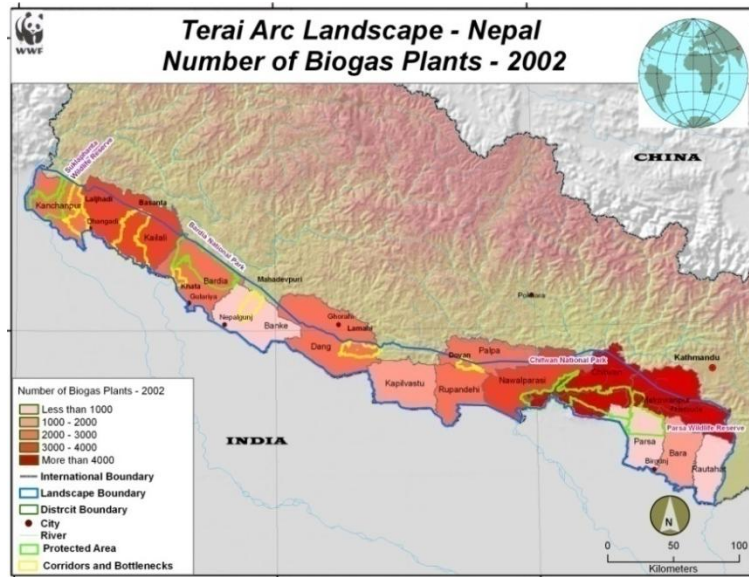 Terai Arc Landscape - Nepal
Number of Biogas Plants - 2002
WWF
CHINA
Suklaphanta
Wildlife Reserve
Kanchanpur
Laljhadi
Basanta
Dhangadi
Kailali
Bardia National Park
Khata
Bardia
Gulariya
Mahadevpuri
Nepalgunj
Banke
Ghorahi
Lamahi
Dang
Pokhara
Palpa
Dovan
Chitwan National Park
Kathmandu
Kapilvastu
Rupandehi
Nawalparasi
Chitwan
Parsa Wildlife Reserve
Parsa
Bara
Birgunj
Rautahat
INDIA
Number of Biogas Plants - 2002
Less than 1000
1000 - 2000
2000 - 3000
3000 - 4000
More than 4000
International Boundary
Landscape Boundary
Distrcit Boundary
City
River
Protected Area
Corridors and Bottlenecks
N
0 50 100
Kilometers